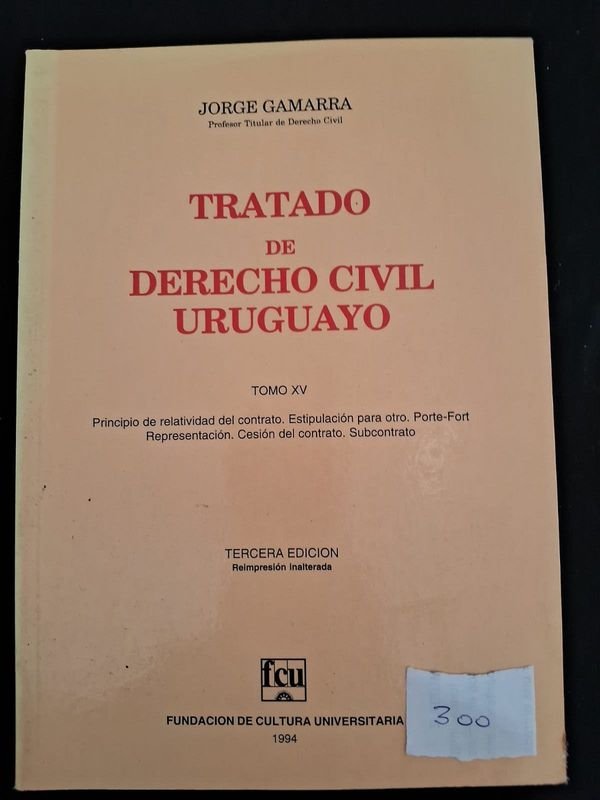 JORGE GAMARRA
Profesor Titular de Derecho Civil
TRATADO
DE
DERECHO CIVIL
URUGUAYO
TOMO XV
Principio de relatividad del contrato. Estipulación para otro. Porte-Fort
Representación. Cesión del contrato. Subcontrato
TERCERA EDICION
Reimpresión inalterada
fcu
FUNDACION DE CULTURA UNIVERSITARIA
1994
300